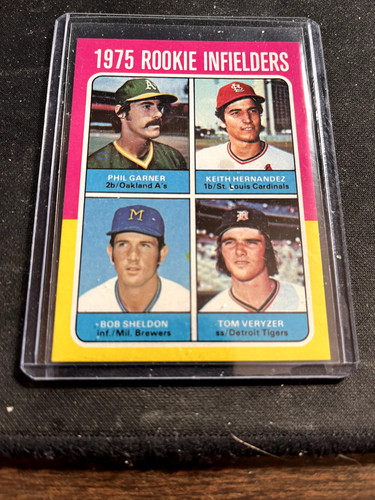 1975 ROOKIE INFIELDERS
A's
PHIL GARNER
2b/Oakland A's
KEITH HERNANDEZ
1b/St. Louis Cardinals
M
BOB SHELDON
inf./Mil. Brewers
TOM VERYZER
ss/Detroit Tigers